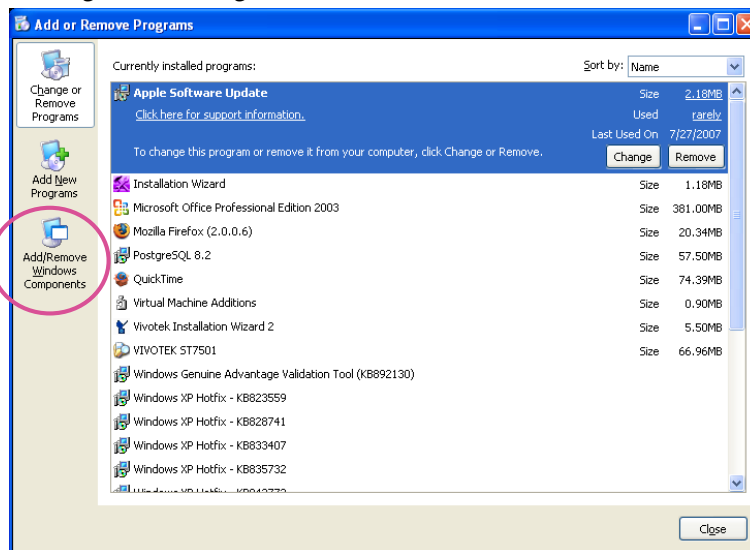 Add or Remove Programs
Change or
Remove
Programs
Add New
Programs
Add/Remove
Windows
Components
Currently installed programs:
Sort by: Name
Apple Software Update Size 2.18MB
Click here for support information. Used rarely
Last Used On 7/27/2007
To change this program or remove it from your computer, click Change or Remove. Change Remove
Installation Wizard Size 1.18MB
Microsoft Office Professional Edition 2003 Size 381.00MB
Mozilla Firefox (2.0.0.6) Size 20.34MB
PostgreSQL 8.2 Size 57.50MB
QuickTime Size 74.39MB
Virtual Machine Additions Size 0.90MB
Vivotek Installation Wizard 2 Size 5.50MB
VIVOTEK ST7501 Size 66.96MB
Windows Genuine Advantage Validation Tool (KB892130)
Windows XP Hotfix - KB823559
Windows XP Hotfix - KB828741
Windows XP Hotfix - KB833407
Windows XP Hotfix - KB835732
Close